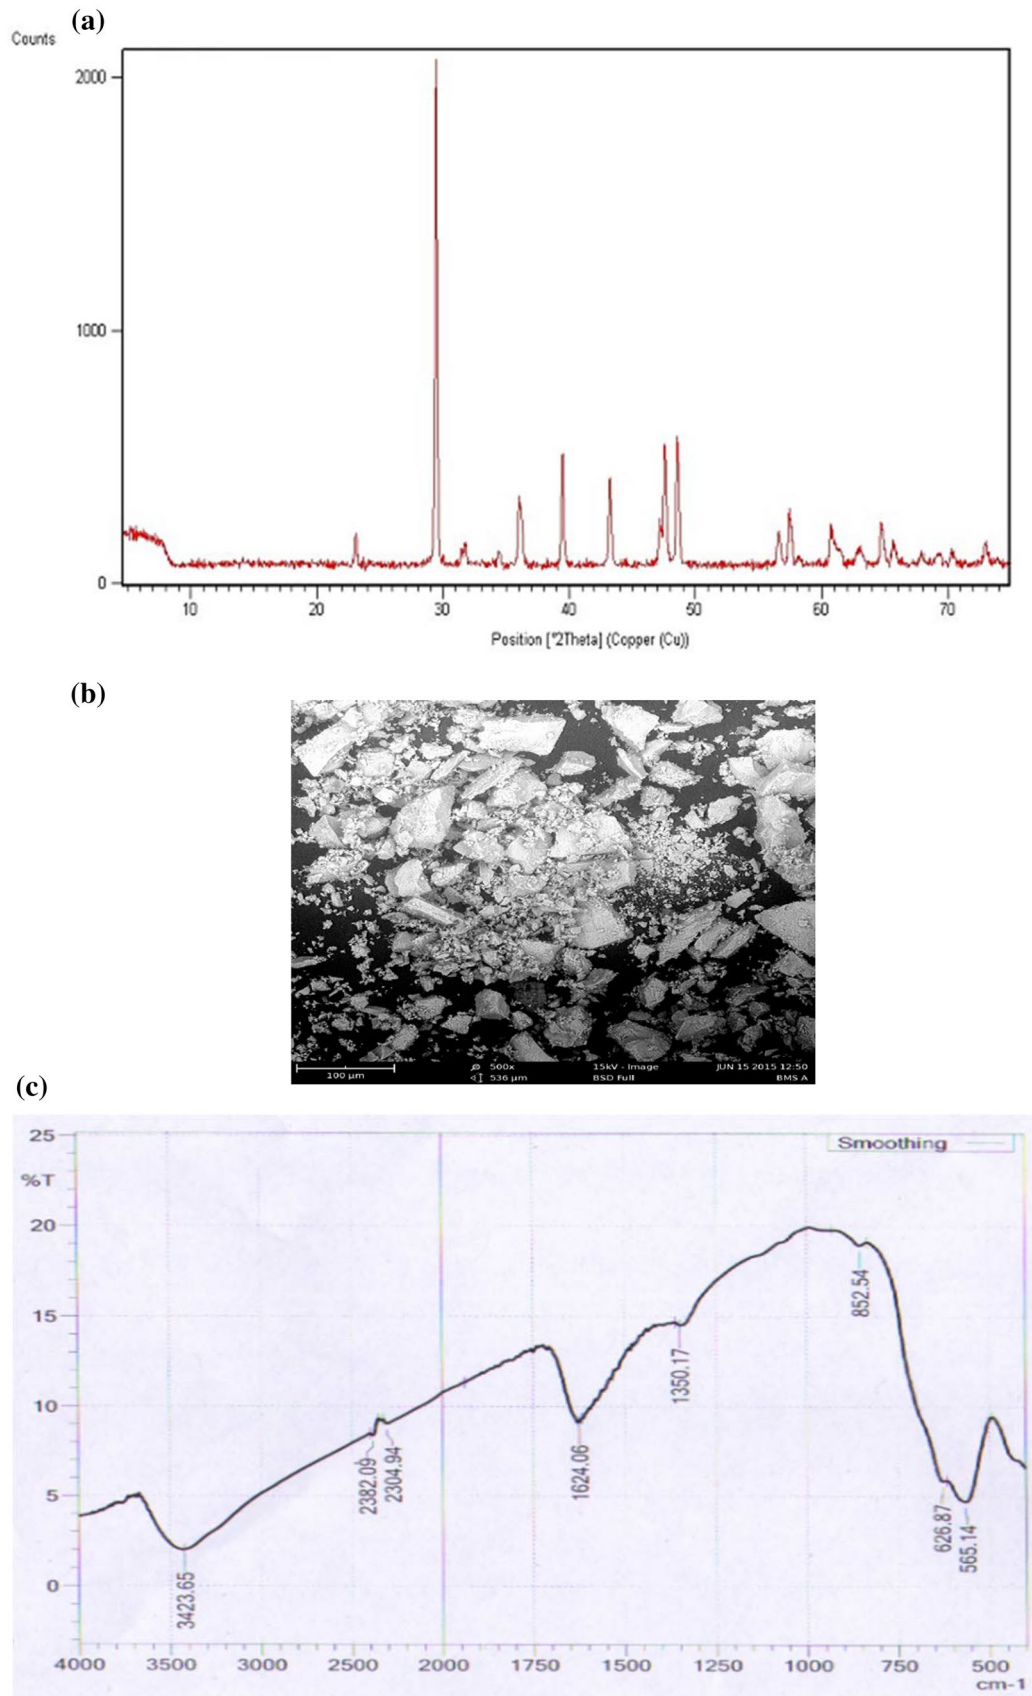 (a)
Counts
2000
1000
0
10 20 30 40 50 60 70
Position [°2Theta] (Copper (Cu))
(b)
100 µm
500x
536 µm
15kV - Image
BSD Full
JUN 15 2015 12:50
BMS A
(c)
25
%T
20
15
10
5
0
Smoothing
3423.65
2382.09
2304.94
1624.06
1350.17
852.54
626.87
565.14
4000 3500 3000 2500 2000 1750 1500 1250 1000 750 500
cm-1